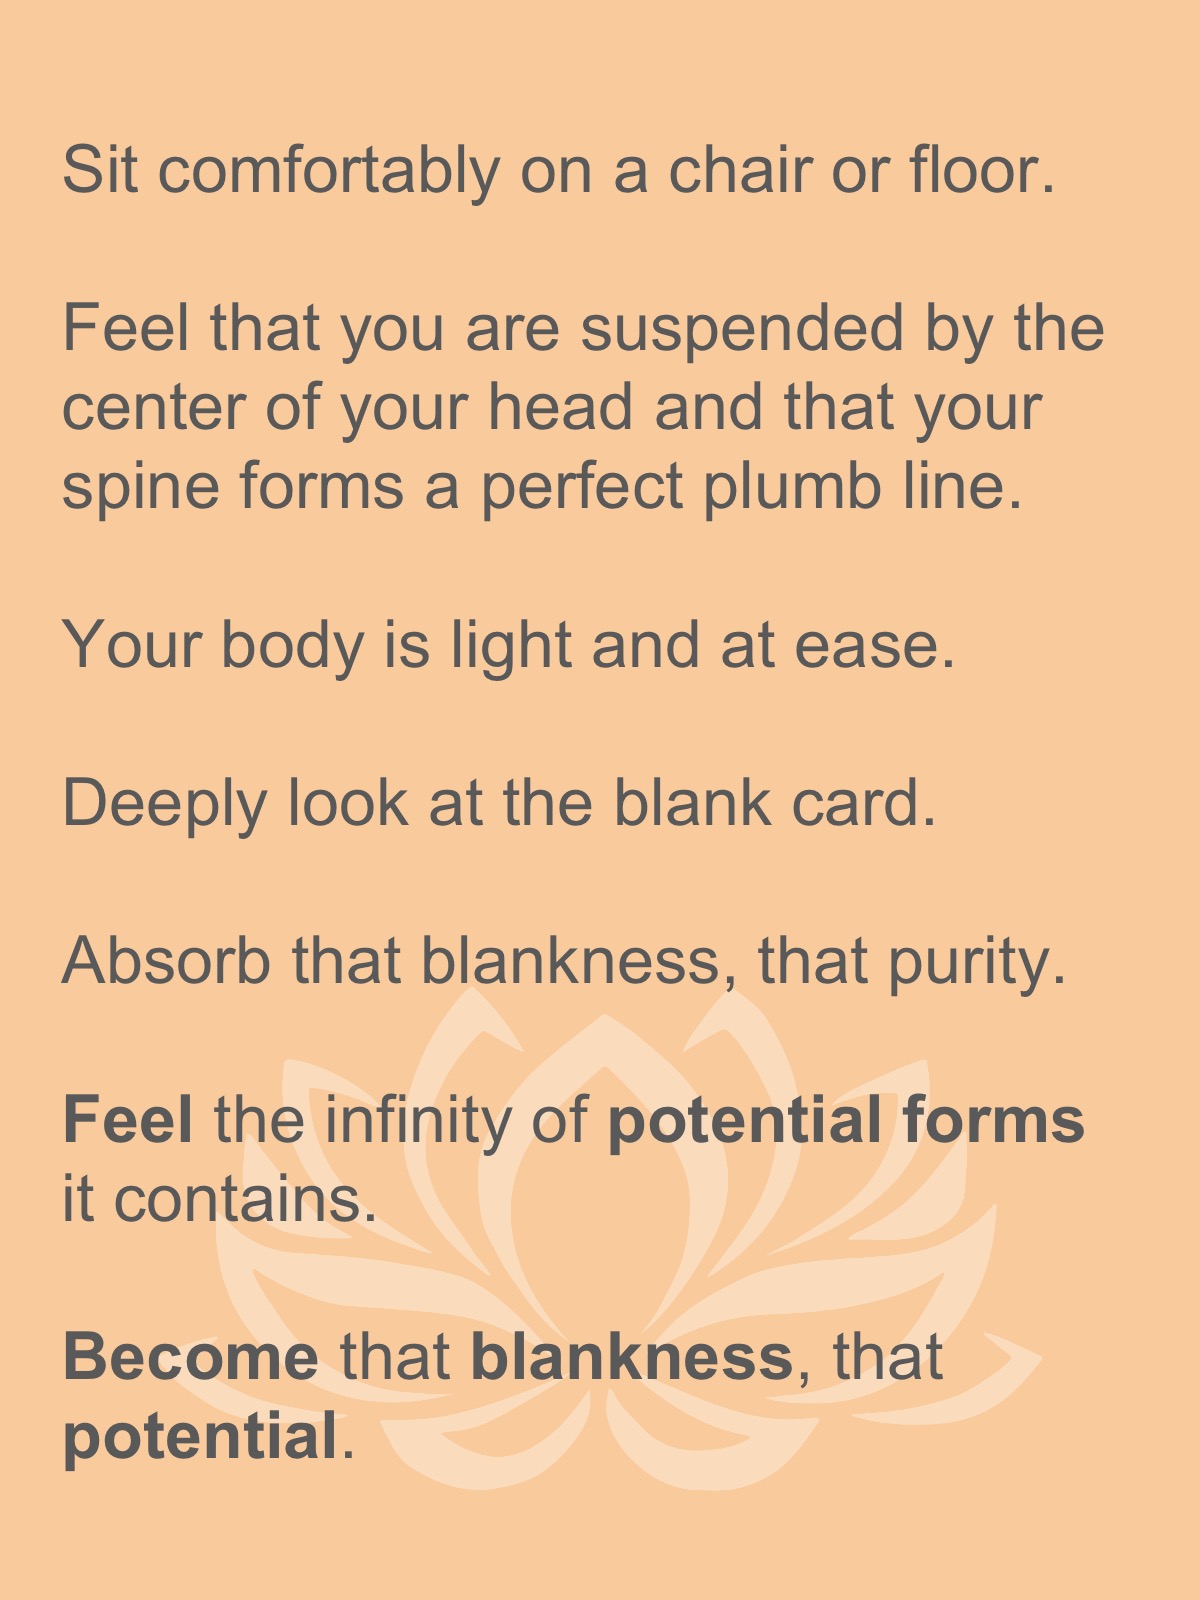 Sit comfortably on a chair or floor.
Feel that you are suspended by the
center of your head and that your
spine forms a perfect plumb line.
Your body is light and at ease.
Deeply look at the blank card.
Absorb that blankness, that purity.
Feel the infinity of potential forms
it contains.
Become that blankness, that
potential.